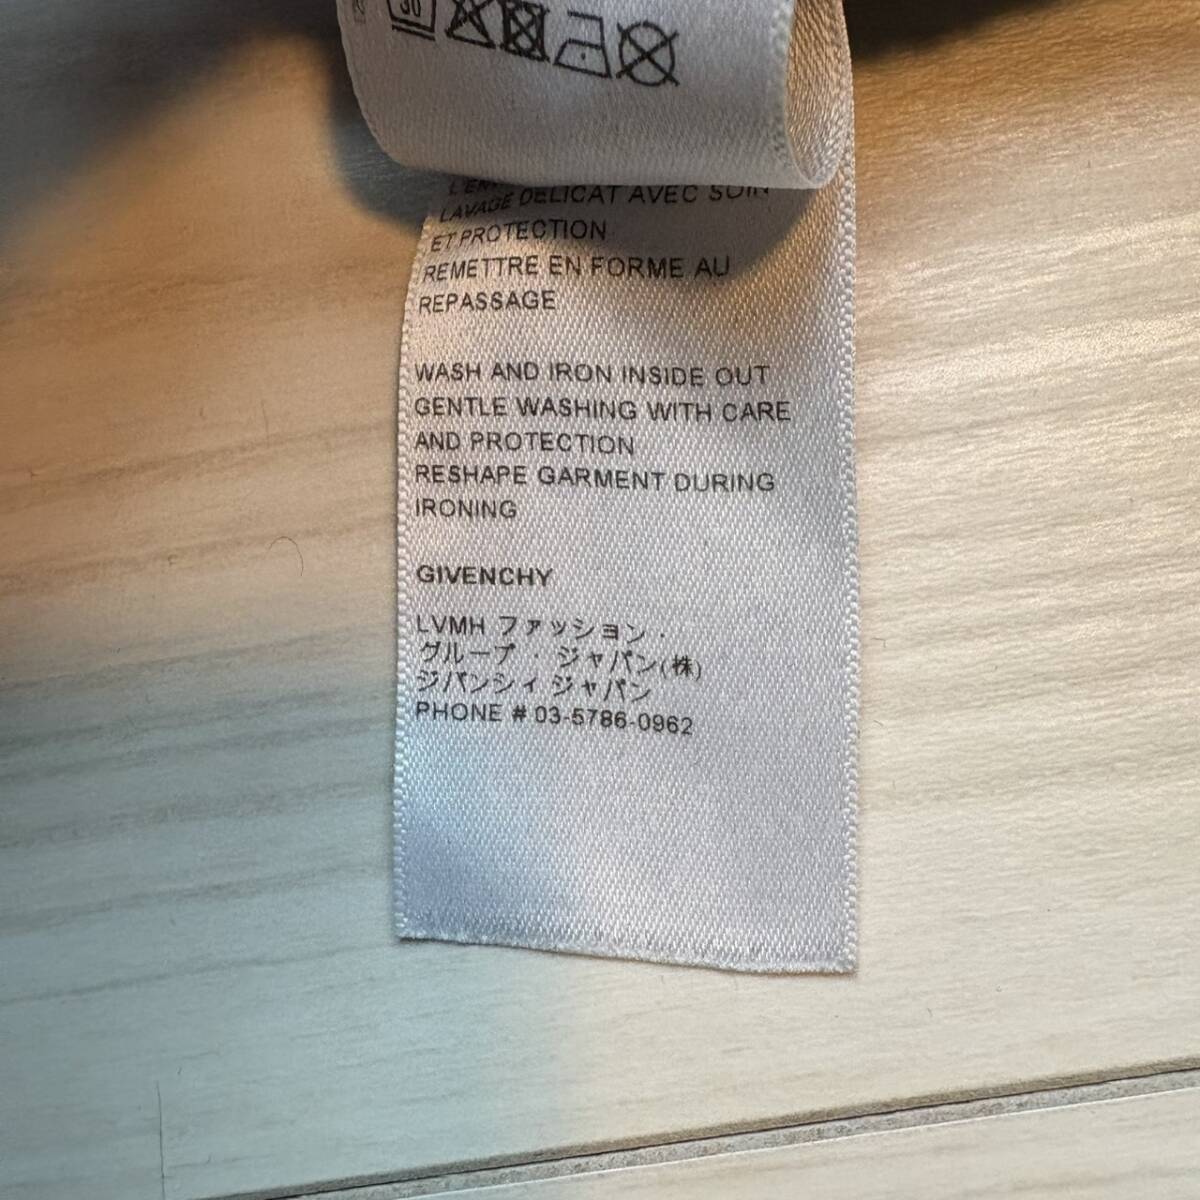 30
LAVAGE DELICAT AVEC SOIN
ET PROTECTION
REMETTRE EN FORME AU
REPASSAGE
WASH AND IRON INSIDE OUT
GENTLE WASHING WITH CARE
AND PROTECTION
RESHAPE GARMENT DURING
IRONING
GIVENCHY
LVMH ファッション・
グループ・ジャパン(株)
ジバンシィ ジャパン
PHONE # 03-5786-0962